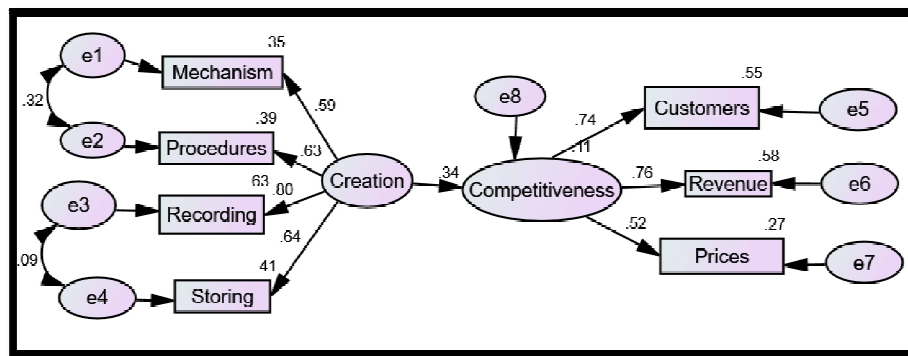 e1
.35
Mechanism
.32
.59
e2
.39
Procedures
.63
Creation
e3
.63
.80
Recording
.09
.64
e4
.41
Storing
.34
e8
Competitiveness
.11
.74
.55
Customers
e5
.76
.58
Revenue
e6
.52
.27
Prices
e7